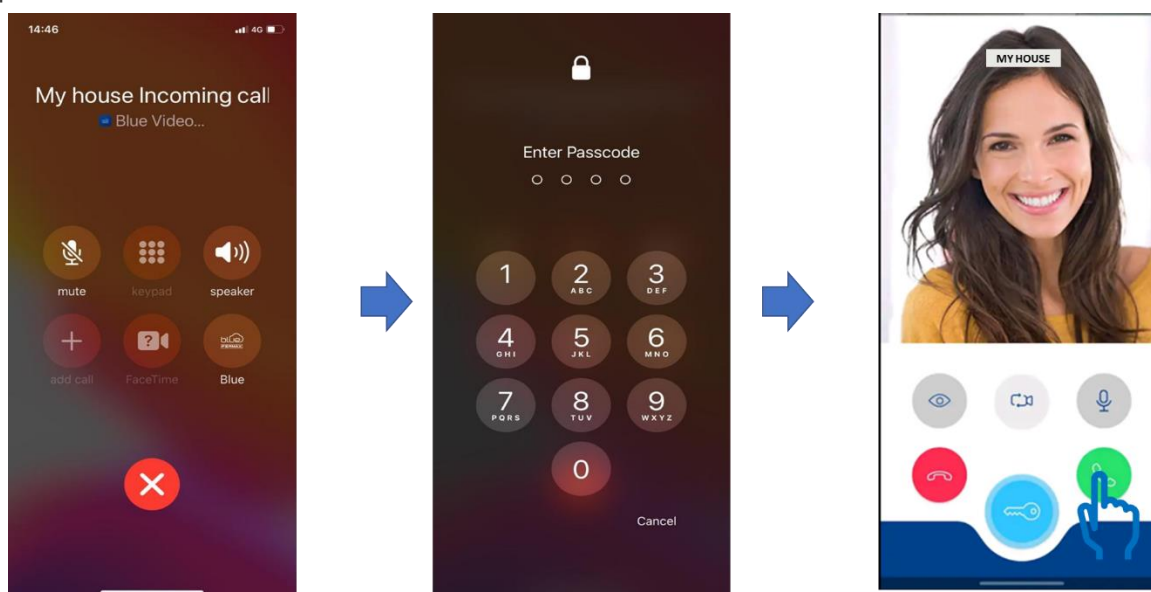 14:46
4G
My house Incoming call
Blue Video...
mute
keypad
speaker
add call
FaceTime
blue
FERMAX
Blue
Enter Passcode
1
2
ABC
3
DEF
4
GHI
5
JKL
6
MNO
7
PQRS
8
TUV
9
WXYZ
0
Cancel
MY HOUSE